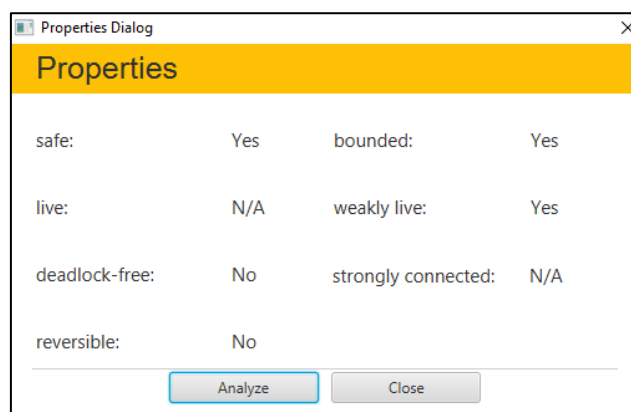 Properties Dialog
Properties
safe: Yes bounded: Yes
live: N/A weakly live: Yes
deadlock-free: No strongly connected: N/A
reversible: No
Analyze Close